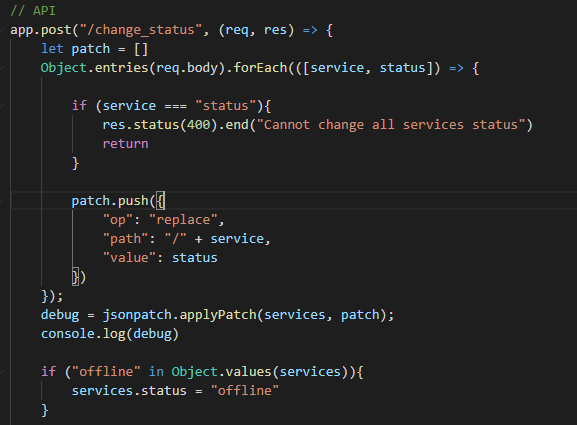 // API
app.post("/change_status", (req, res) => {
    let patch = []
    Object.entries(req.body).forEach(([service, status]) => {

        if (service === "status"){
            res.status(400).end("Cannot change all services status")
            return
        }

        patch.push({
            "op": "replace",
            "path": "/" + service,
            "value": status
        })
    });
    debug = jsonpatch.applyPatch(services, patch);
    console.log(debug)

    if ("offline" in Object.values(services)){
        services.status = "offline"
    }